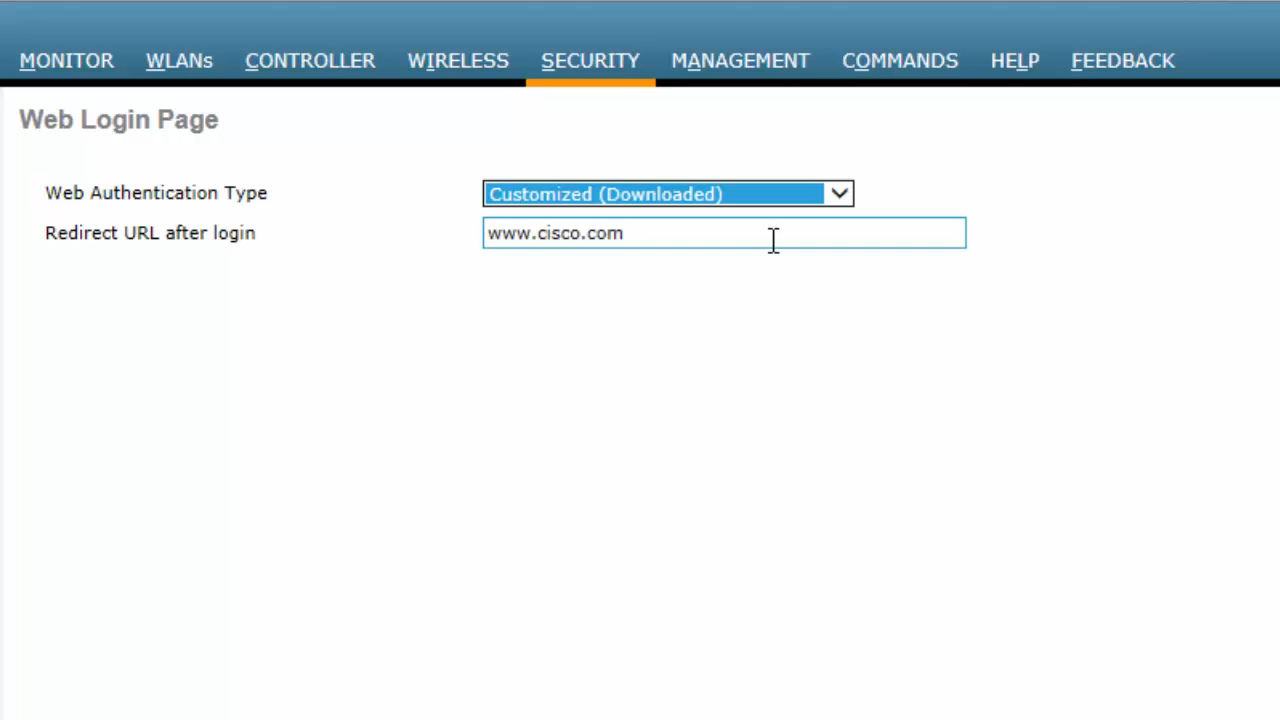 MONITOR WLANs CONTROLLER WIRELESS SECURITY MANAGEMENT COMMANDS HELP FEEDBACK
Web Login Page
Web Authentication Type Customized (Downloaded)
Redirect URL after login www.cisco.com